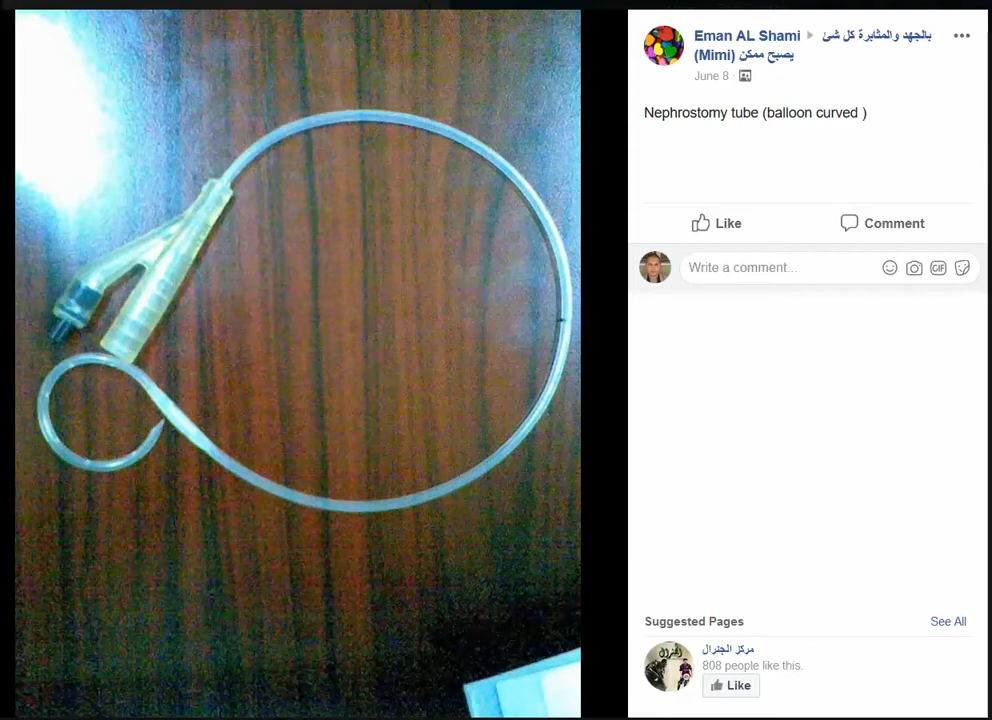 Eman AL Shami ▸ بالجهد والمثابرة كل شئ
يصبح ممكن (Mimi)
June 8 ·
Nephrostomy tube (balloon curved )
Like
Comment
Write a comment...
GIF
Suggested Pages
See All
الجنرال
مركز الجنرال
808 people like this.
Like